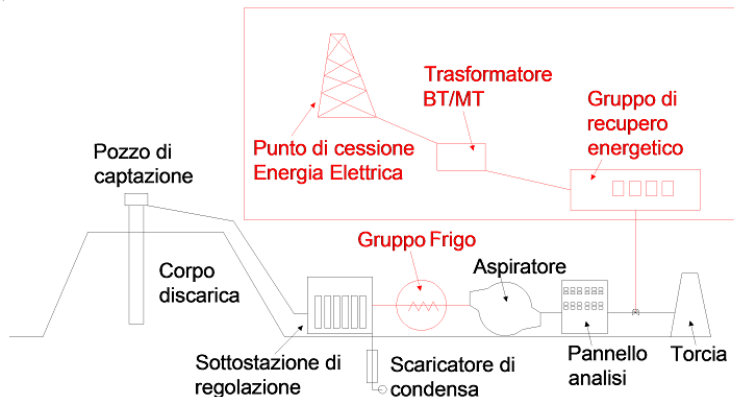 Trasformatore
BT/MT
Gruppo di
recupero
energetico
Punto di cessione
Energia Elettrica
Pozzo di
captazione
Gruppo Frigo
Aspiratore
Corpo
discarica
Sottostazione di
regolazione
Scaricatore di
condensa
Pannello
analisi
Torcia